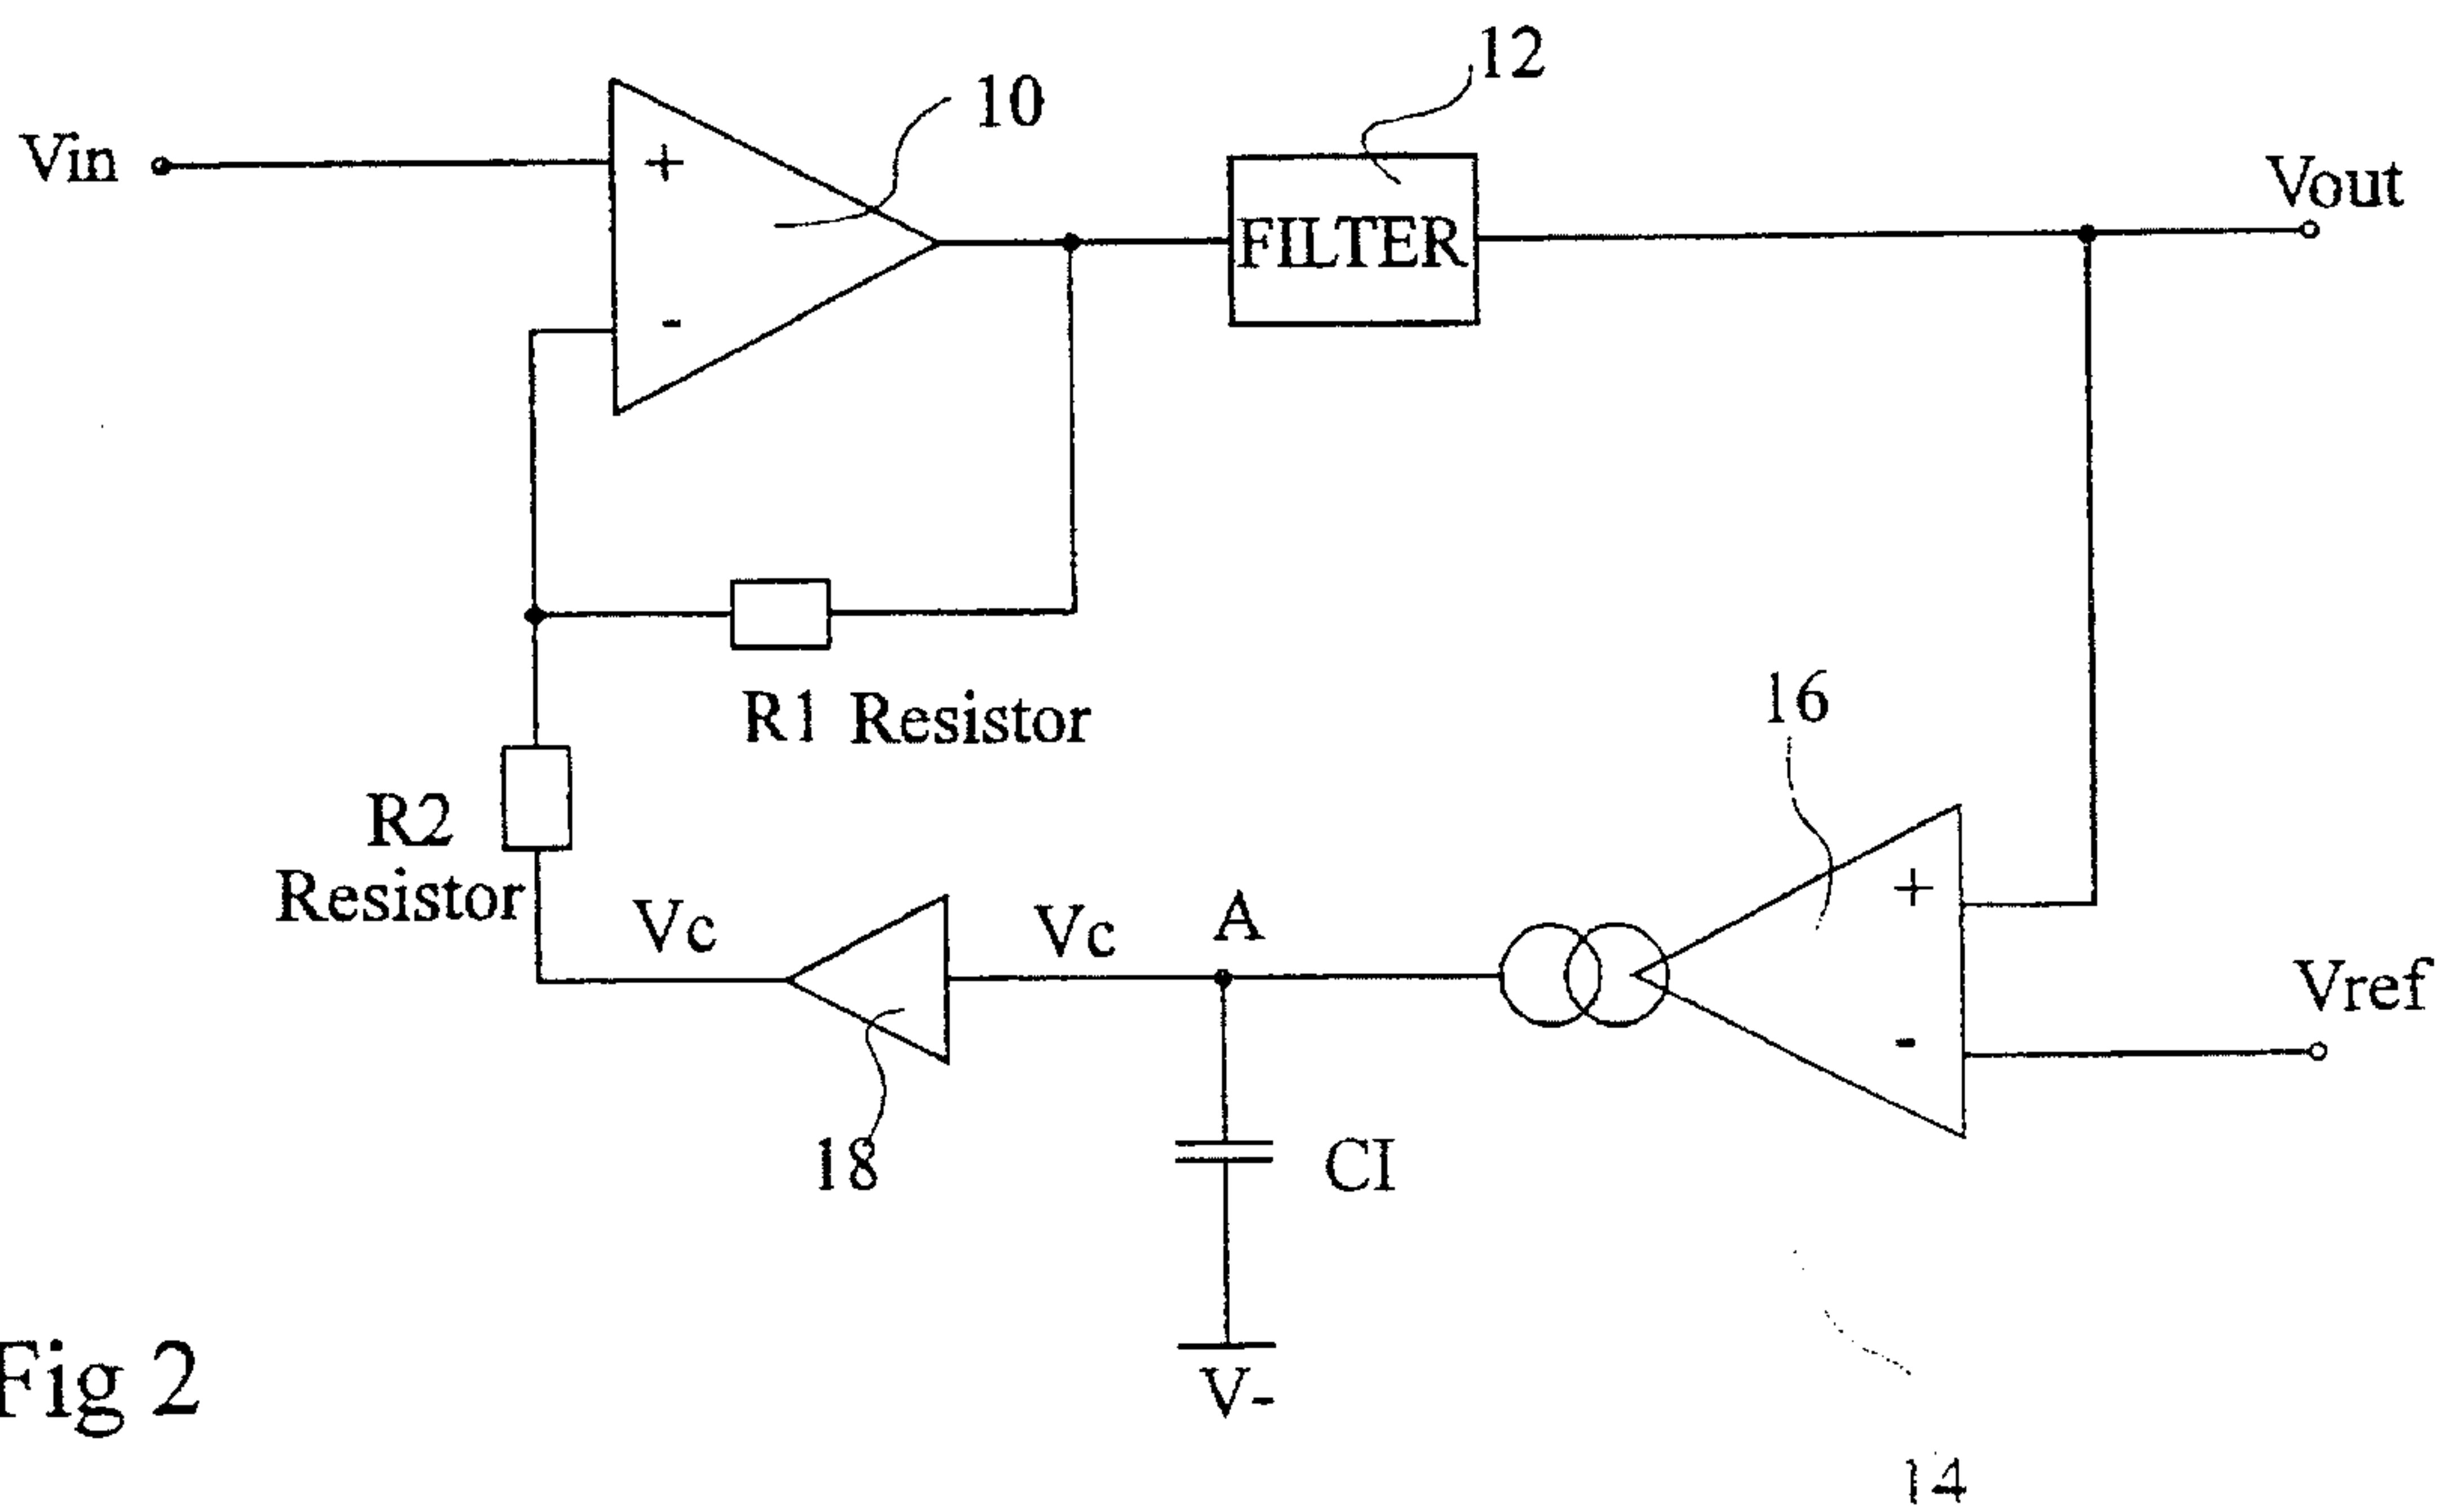 12
10
Vin
+
Vout
FILTER
-
R1 Resistor
16
R2
Resistor
+
Vc
Vc
A
Vref
-
18
CI
V-
Fig 2
14